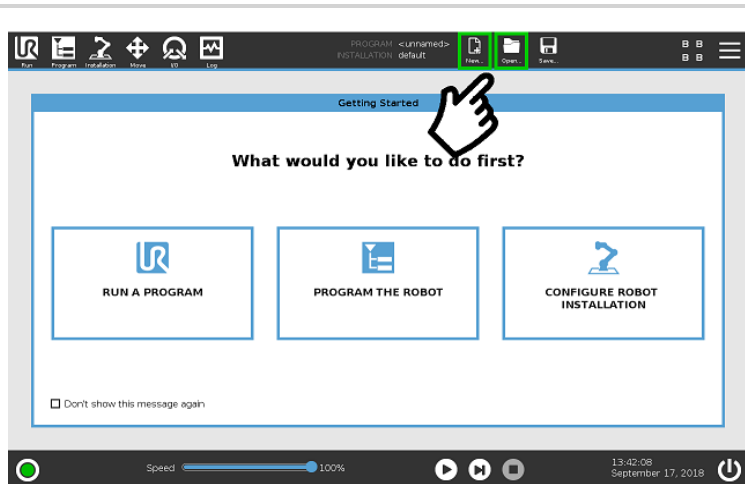 PROGRAM <unnamed>
INSTALLATION default
Run Program Installation Move I/O Log New... Open... Save...
B B
B B
Getting Started
What would you like to do first?
RUN A PROGRAM
PROGRAM THE ROBOT
CONFIGURE ROBOT
INSTALLATION
Don't show this message again
Speed 100%
13:42:08
September 17, 2018